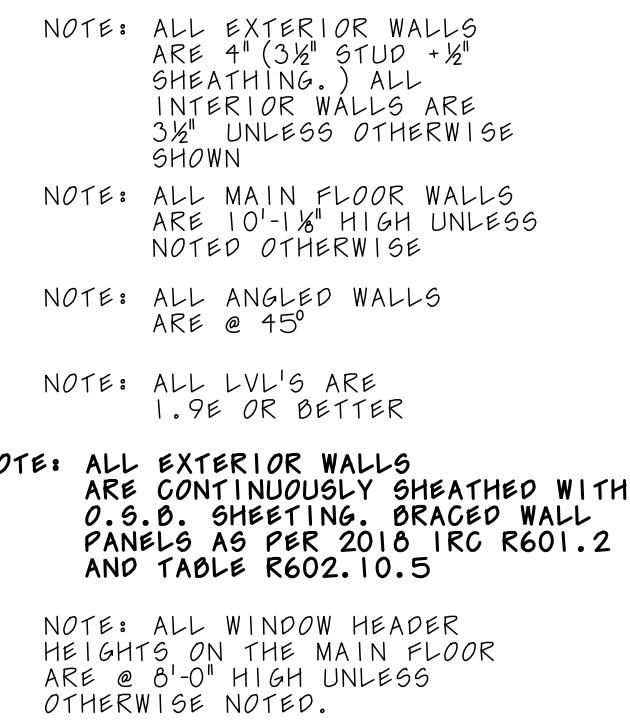 NOTE: ALL EXTERIOR WALLS
ARE 4" (3½" STUD +½"
SHEATHING.) ALL
INTERIOR WALLS ARE
3½" UNLESS OTHERWISE
SHOWN
NOTE: ALL MAIN FLOOR WALLS
ARE 10'-1⅛" HIGH UNLESS
NOTED OTHERWISE
NOTE: ALL ANGLED WALLS
ARE @ 45°
NOTE: ALL LVL'S ARE
1.9E OR BETTER
OTE: ALL EXTERIOR WALLS
ARE CONTINUOUSLY SHEATHED WITH
O.S.B. SHEETING. BRACED WALL
PANELS AS PER 2018 IRC R601.2
AND TABLE R602.10.5
NOTE: ALL WINDOW HEADER
HEIGHTS ON THE MAIN FLOOR
ARE @ 8'-0" HIGH UNLESS
OTHERWISE NOTED.